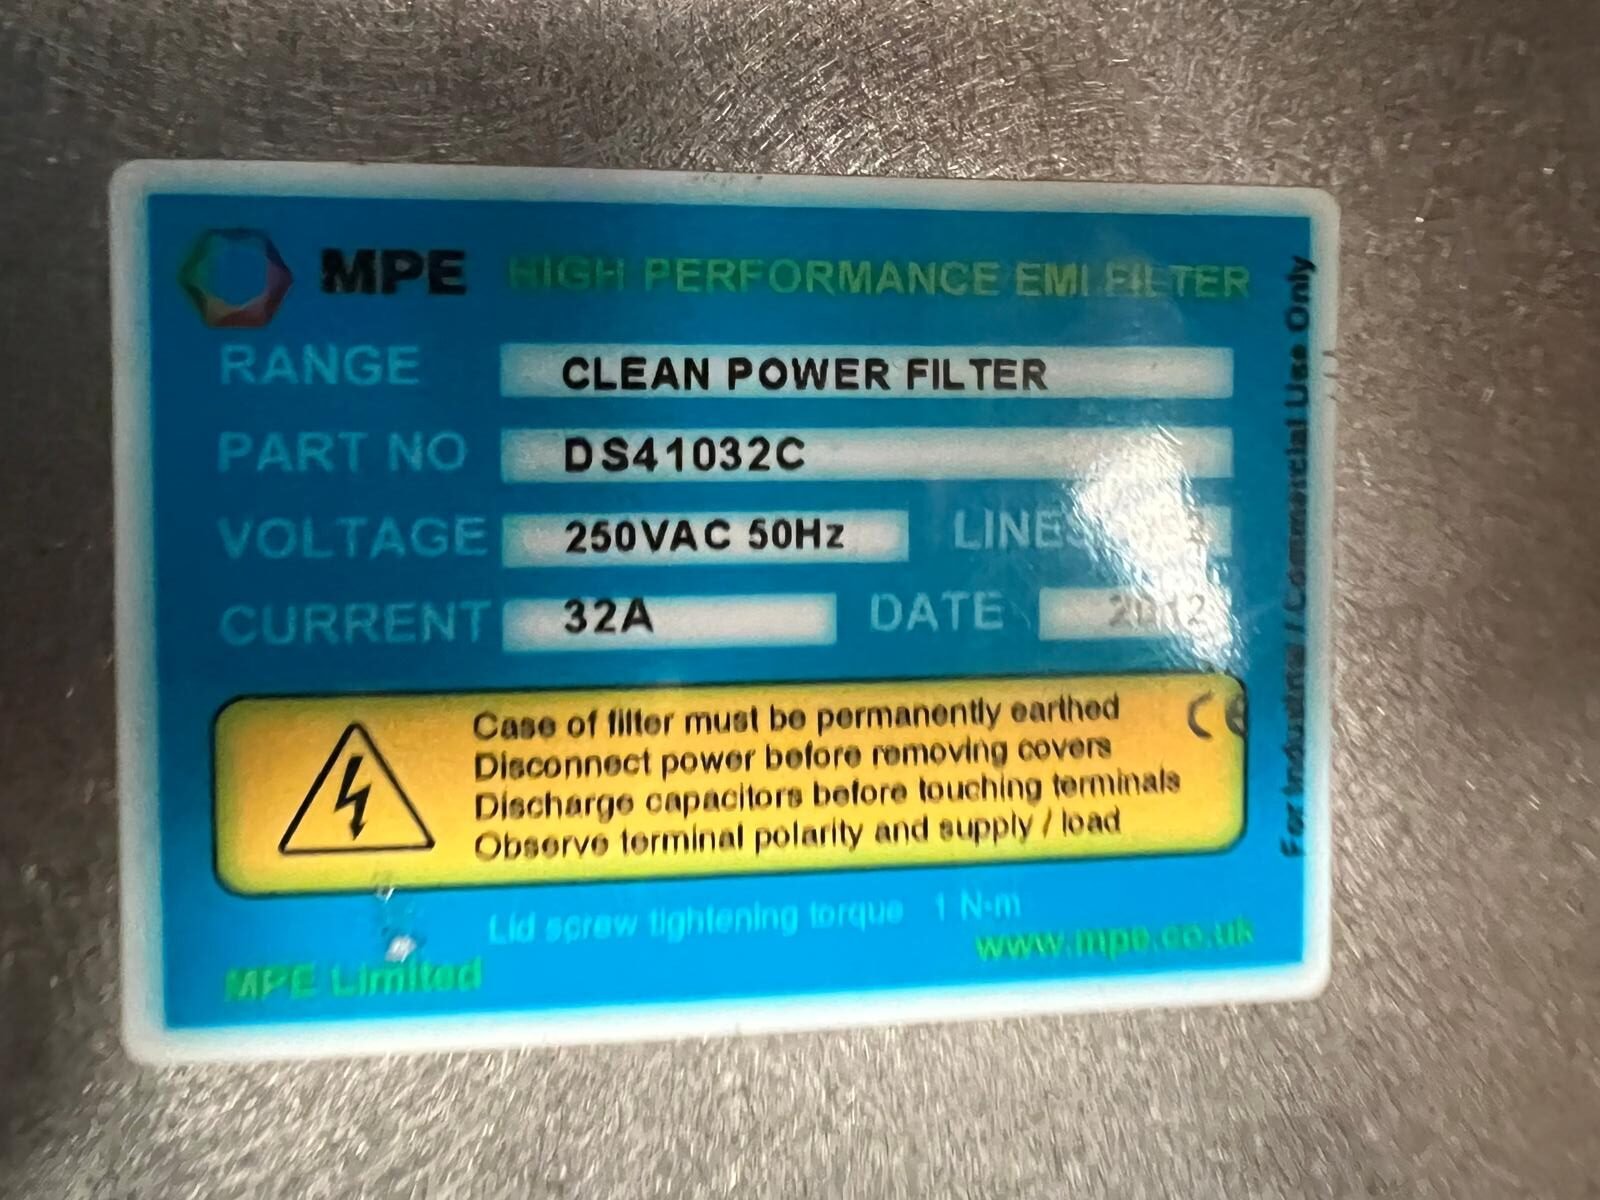 MPE HIGH PERFORMANCE EMI FILTER
RANGE CLEAN POWER FILTER
PART NO DS41032C
VOLTAGE 250VAC 50Hz LINES
CURRENT 32A DATE 2012
Case of filter must be permanently earthed CE
Disconnect power before removing covers
Discharge capacitors before touching terminals
Observe terminal polarity and supply / load
Lid screw tightening torque 1 N-m
MPE Limited www.mpe.co.uk
For Industrial / Commercial Use Only